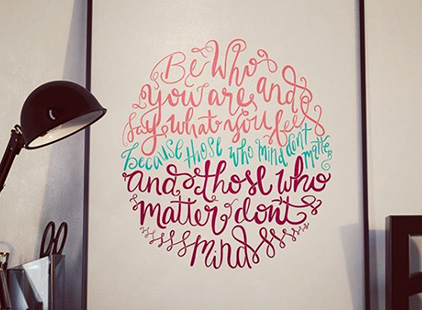 Be Who
you are and
Say what you feel
because those who mind don't matter
and those who
matter don't
mind